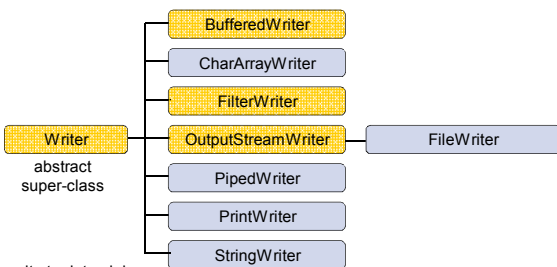 BufferedWriter
CharArrayWriter
FilterWriter
Writer
OutputStreamWriter
FileWriter
abstract
super-class
PipedWriter
PrintWriter
StringWriter